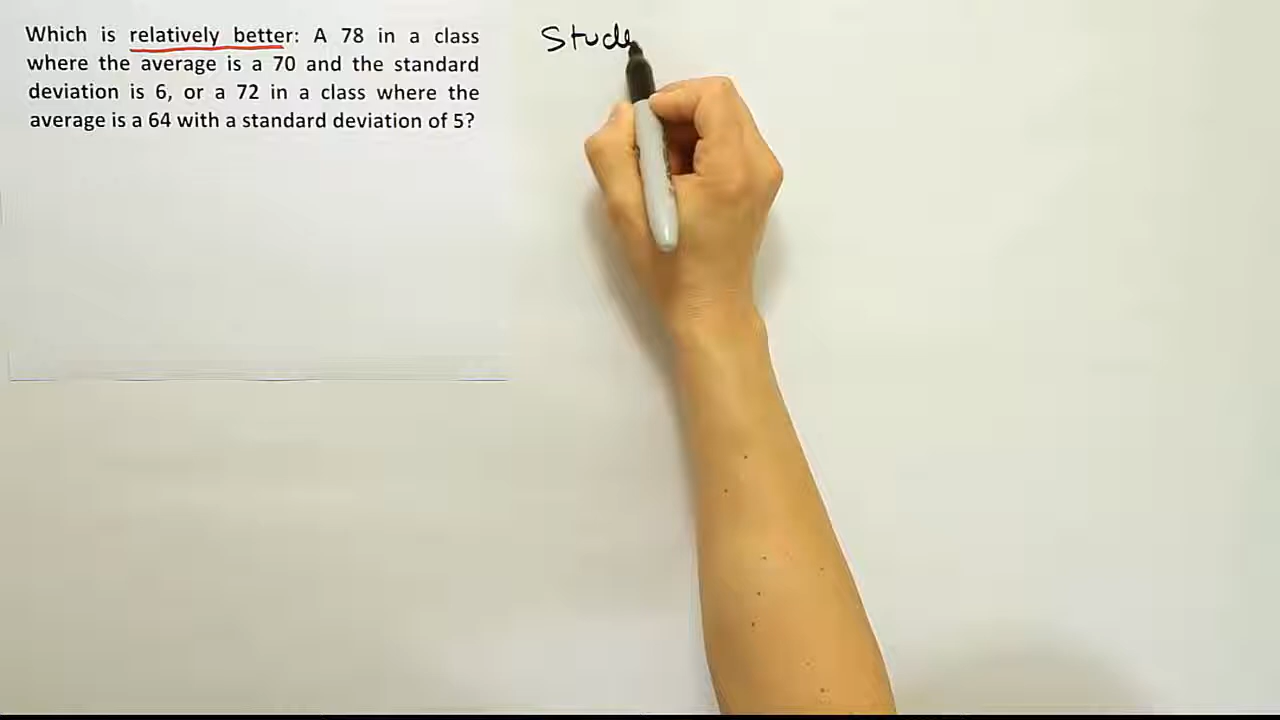 Which is relatively better: A 78 in a class
where the average is a 70 and the standard
deviation is 6, or a 72 in a class where the
average is a 64 with a standard deviation of 5?
Stude